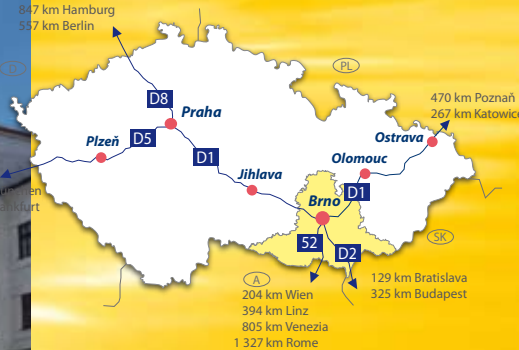 847 km Hamburg
557 km Berlin
D
PL
D8
Praha
470 km Poznań
267 km Katowice
Plzeň
D5
D1
Ostrava
Olomouc
Jihlava
D1
Brno
52
D2
SK
A
204 km Wien
394 km Linz
805 km Venezia
1 327 km Rome
129 km Bratislava
325 km Budapest